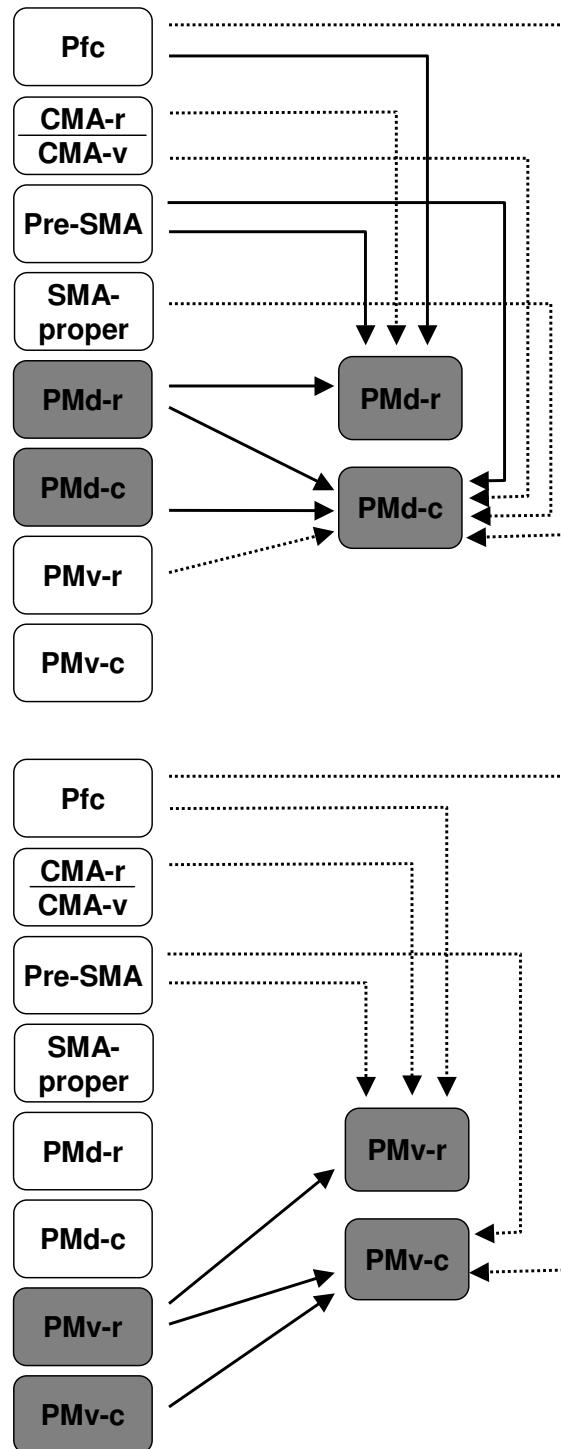 Pfc
CMA-r
CMA-v
Pre-SMA
SMA-
proper
PMd-r
PMd-c
PMv-r
PMv-c
PMd-r
PMd-c
Pfc
CMA-r
CMA-v
Pre-SMA
SMA-
proper
PMd-r
PMd-c
PMv-r
PMv-c
PMv-r
PMv-c